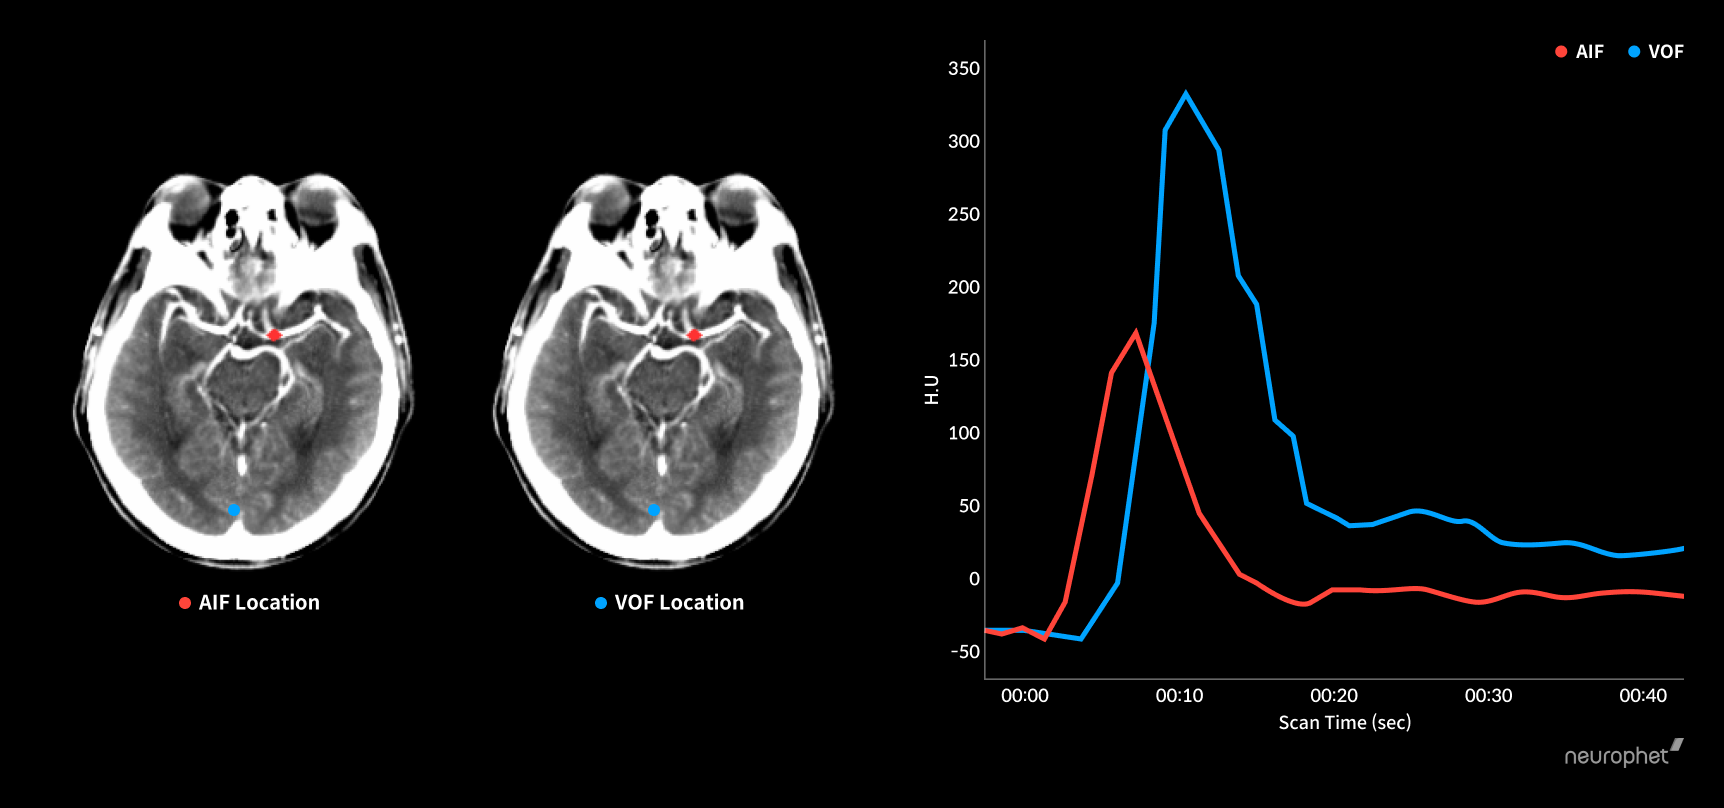 AIF Location
VOF Location
AIF
VOF
350
300
250
200
150
100
50
0
-50
H.U
00:00
00:10
00:20
00:30
00:40
Scan Time (sec)
neurophet